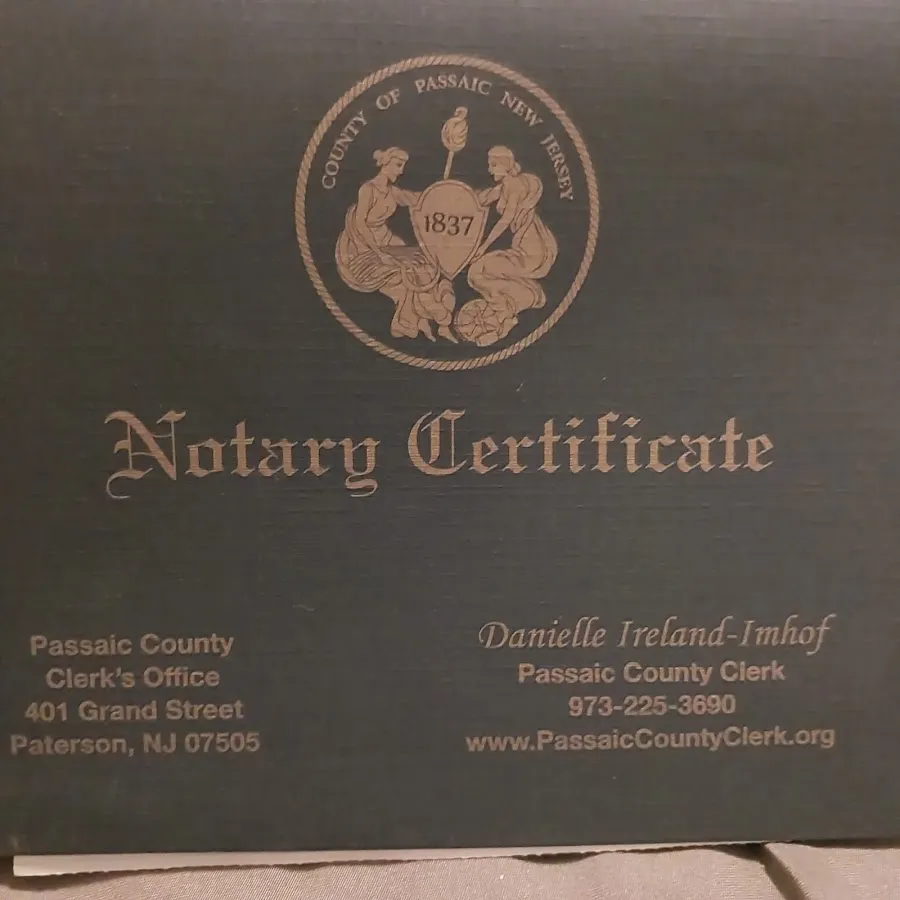 COUNTY OF PASSAIC NEW JERSEY
1837
Notary Certificate
Passaic County
Clerk's Office
401 Grand Street
Paterson, NJ 07505
Danielle Ireland-Imhof
Passaic County Clerk
973-225-3690
www.PassaicCountyClerk.org